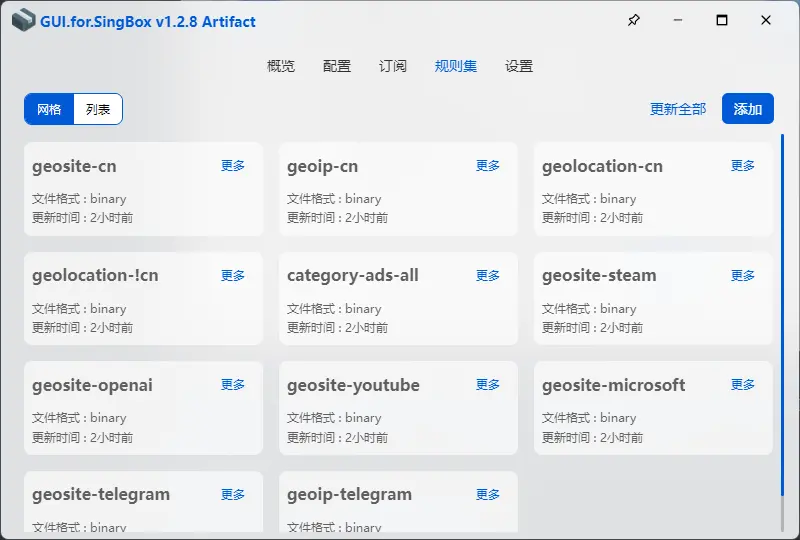 GUI.for.SingBox v1.2.8 Artifact
概览 配置 订阅 规则集 设置
网格 列表 更新全部 添加
geosite-cn 更多
文件格式 : binary
更新时间 : 2小时前
geoip-cn 更多
文件格式 : binary
更新时间 : 2小时前
geolocation-cn 更多
文件格式 : binary
更新时间 : 2小时前
geolocation-!cn 更多
文件格式 : binary
更新时间 : 2小时前
category-ads-all 更多
文件格式 : binary
更新时间 : 2小时前
geosite-steam 更多
文件格式 : binary
更新时间 : 2小时前
geosite-openai 更多
文件格式 : binary
更新时间 : 2小时前
geosite-youtube 更多
文件格式 : binary
更新时间 : 2小时前
geosite-microsoft 更多
文件格式 : binary
更新时间 : 2小时前
geosite-telegram 更多
文件格式 : binary
geoip-telegram 更多
文件格式 : binary